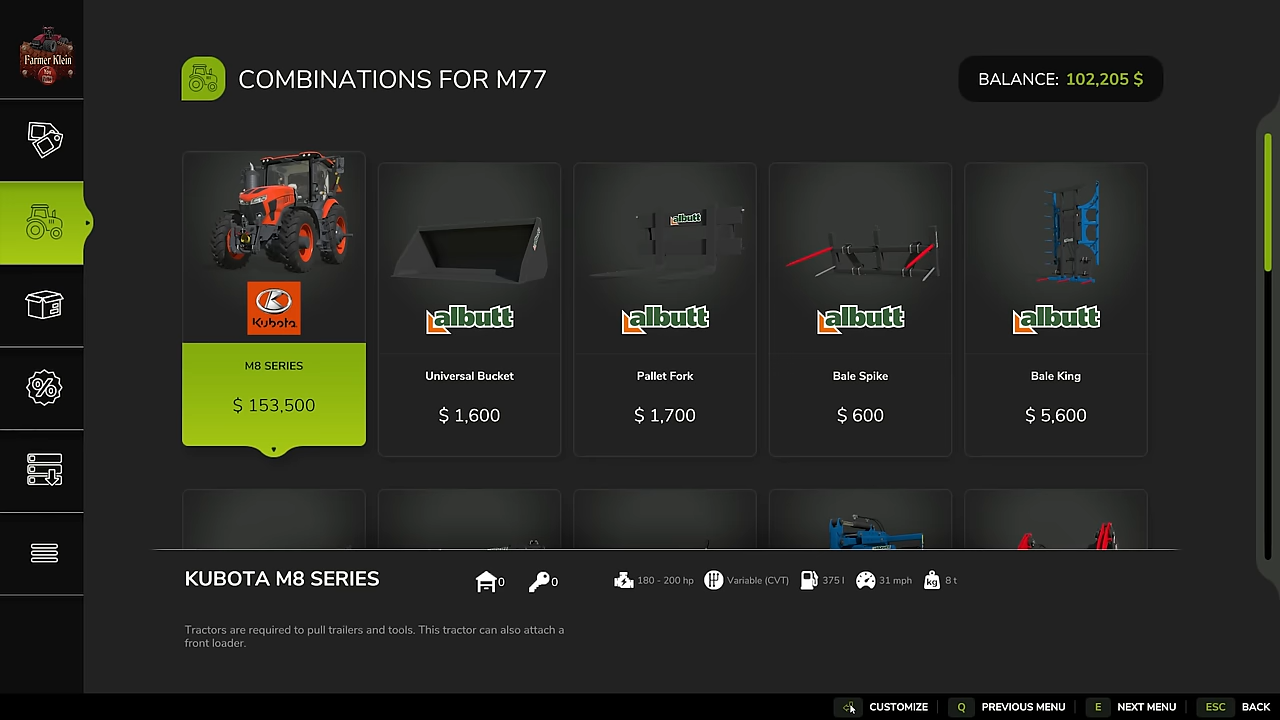 Farmer Klein
COMBINATIONS FOR M77
BALANCE: 102,205 $
Kubota
albutt
albutt
albutt
albutt
albutt
M8 SERIES
Universal Bucket
Pallet Fork
Bale Spike
Bale King
$ 153,500
$ 1,600
$ 1,700
$ 600
$ 5,600
KUBOTA M8 SERIES
0
0
180 - 200 hp
Variable (CVT)
375 l
31 mph
kg
8 t
Tractors are required to pull trailers and tools. This tractor can also attach a
front loader.
CUSTOMIZE
Q PREVIOUS MENU
E NEXT MENU
ESC BACK